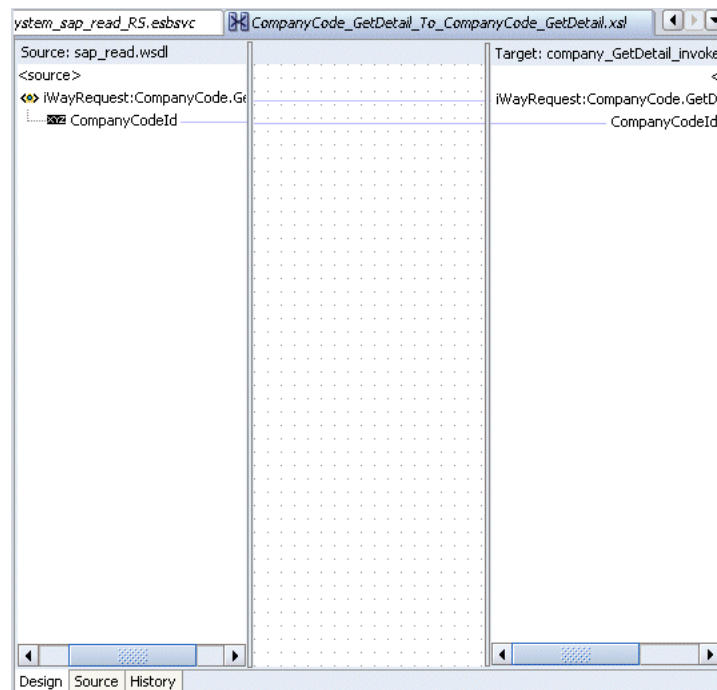 ystem_sap_read_RS.esbsvc
CompanyCode_GetDetail_To_CompanyCode_GetDetail.xsl
Source: sap_read.wsdl
Target: company_GetDetail_invoke
<source>
<
iWayRequest:CompanyCode.Ge
iWayRequest:CompanyCode.GetD
XYZ CompanyCodeId
CompanyCodeId
Design Source History